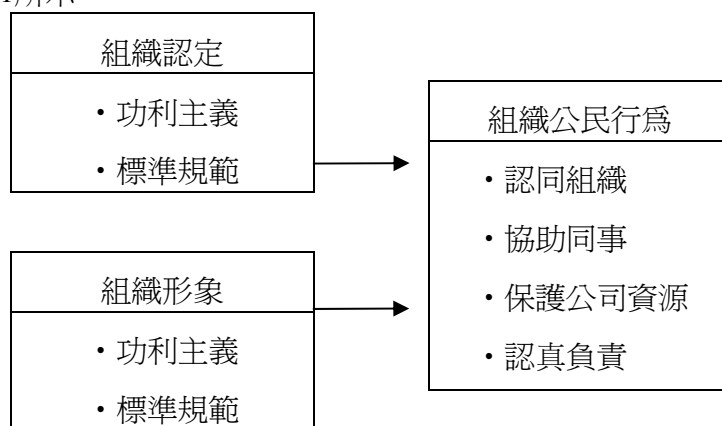 組織認定
・功利主義
・標準規範
組織形象
・功利主義
・標準規範
組織公民行爲
・認同組織
・協助同事
・保護公司資源
・認真負責